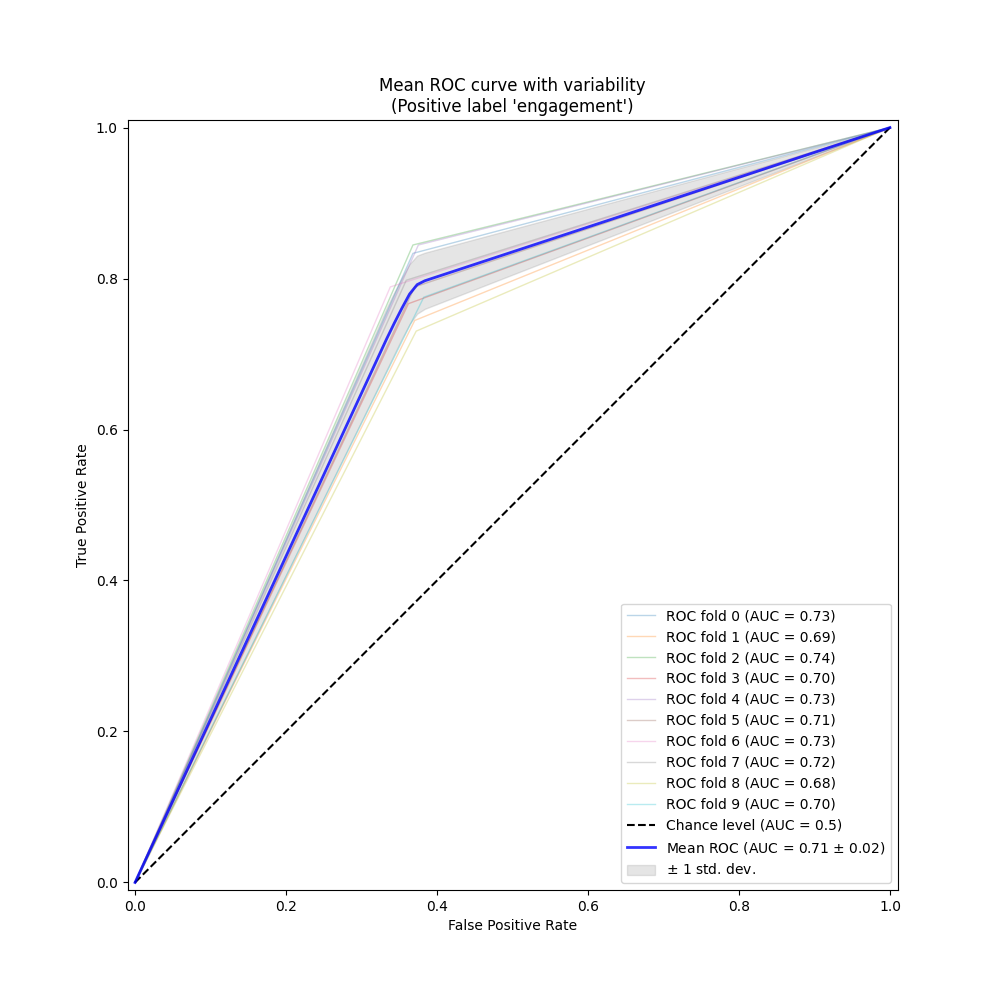 Mean ROC curve with variability
(Positive label 'engagement')
True Positive Rate
1.0
0.8
0.6
0.4
0.2
0.0
ROC fold 0 (AUC = 0.73)
ROC fold 1 (AUC = 0.69)
ROC fold 2 (AUC = 0.74)
ROC fold 3 (AUC = 0.70)
ROC fold 4 (AUC = 0.73)
ROC fold 5 (AUC = 0.71)
ROC fold 6 (AUC = 0.73)
ROC fold 7 (AUC = 0.72)
ROC fold 8 (AUC = 0.68)
ROC fold 9 (AUC = 0.70)
Chance level (AUC = 0.5)
Mean ROC (AUC = 0.71 ± 0.02)
± 1 std. dev.
0.0 0.2 0.4 0.6 0.8 1.0
False Positive Rate